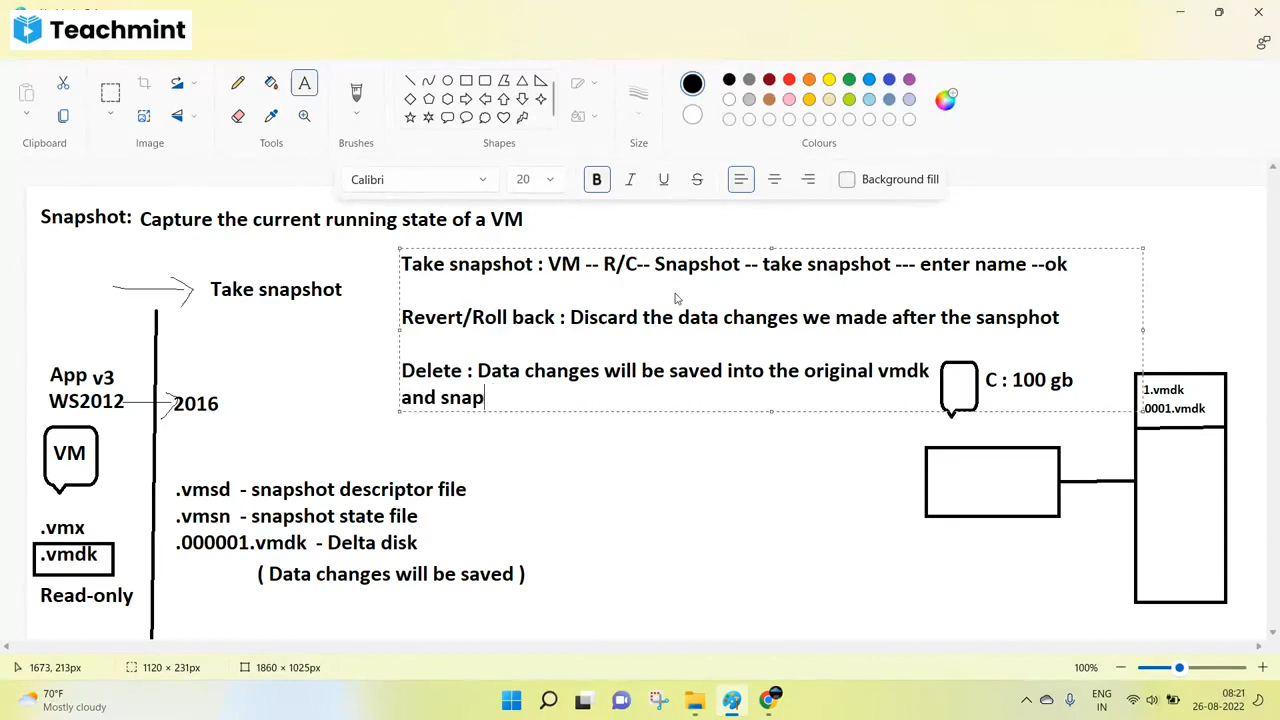 Teachmint
Clipboard
Image
Tools
Brushes
Shapes
Size
Colours
Calibri
20
B
I
U
S
Background fill
Snapshot: Capture the current running state of a VM
Take snapshot : VM -- R/C-- Snapshot -- take snapshot --- enter name --ok
Take snapshot
Revert/Roll back : Discard the data changes we made after the sansphot
Delete : Data changes will be saved into the original vmdk
and snap
C : 100 gb
1.vmdk
0001.vmdk
App v3
WS2012
2016
VM
.vmsd - snapshot descriptor file
.vmsn - snapshot state file
.000001.vmdk - Delta disk
( Data changes will be saved )
.vmx
.vmdk
Read-only
1673, 213px
1120 × 231px
1860 × 1025px
100%
70°F
Mostly cloudy
ENG
IN
08:21
26-08-2022